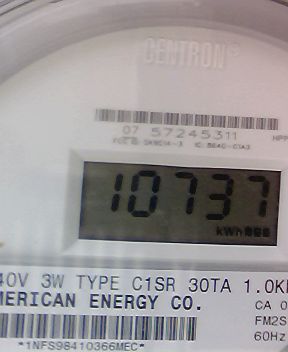 CENTRON®
07 57245311
10737
kWh
40V 3W TYPE C1SR 30TA 1.0K
MERICAN ENERGY CO.
CA 0
FM2S
60Hz
*1NFS98410366MEC*